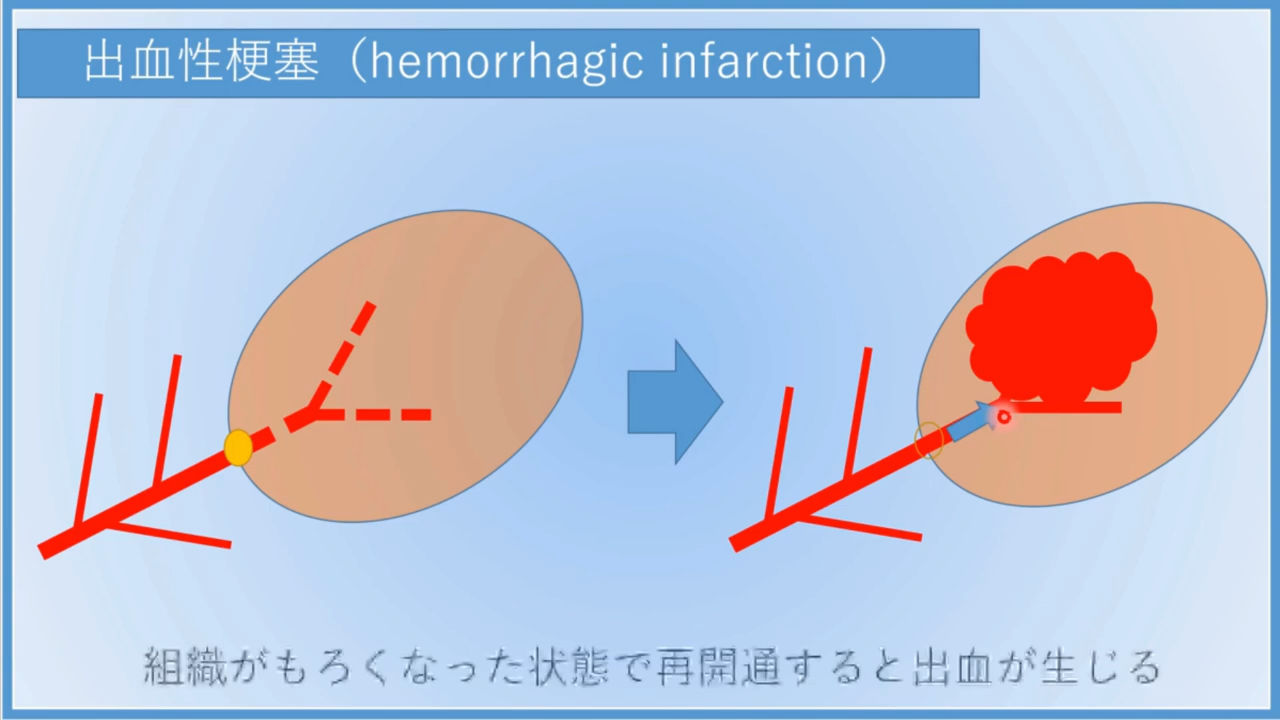 出血性梗塞（hemorrhagic infarction）
組織がもろくなった状態で再開通すると出血が生じる